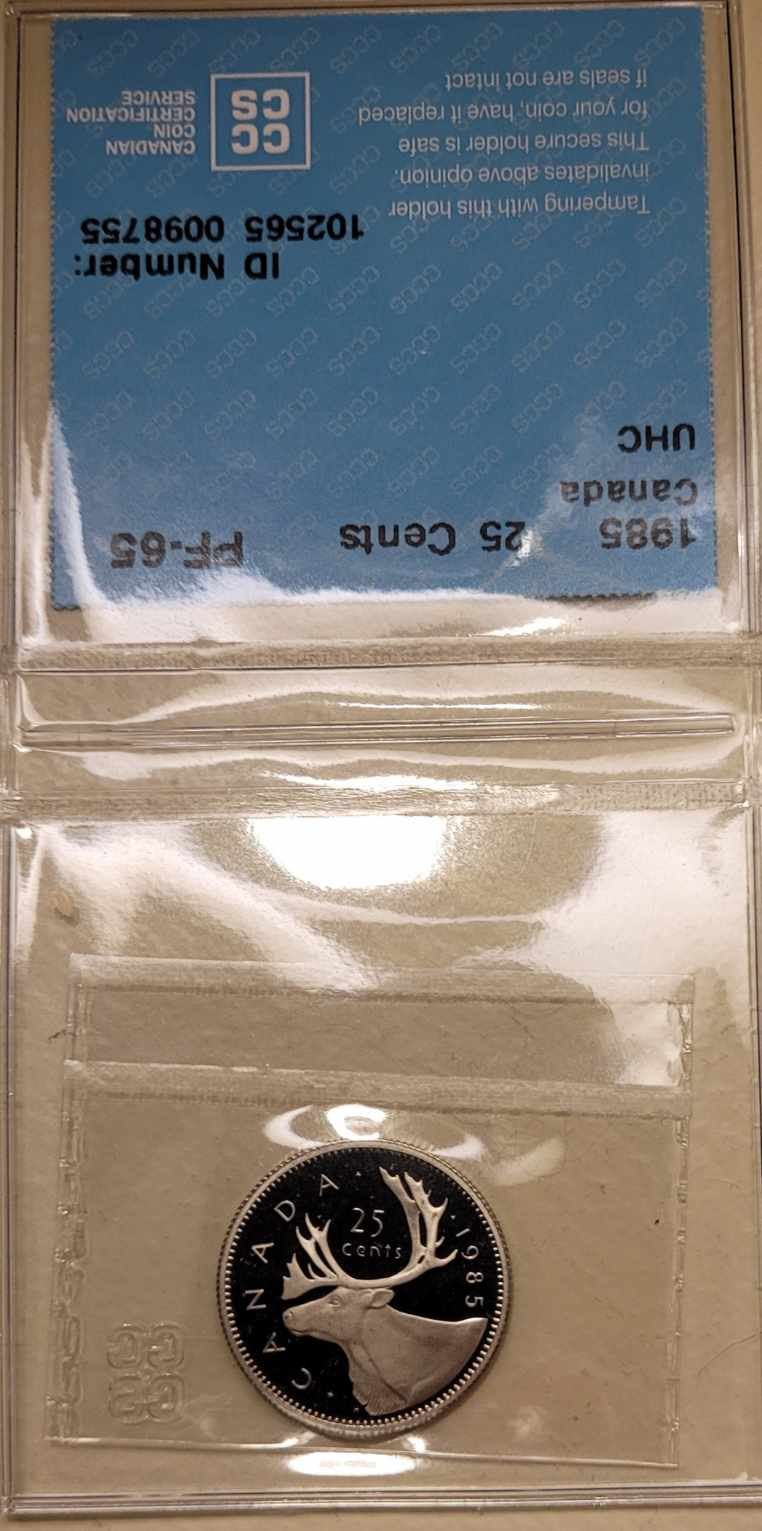 1985 25 Cents PF-65
Canada
UHC
ID Number:
102565 0098755
Tampering with this holder
invalidates above opinion.
This secure holder is safe
for your coin, have it replaced
if seals are not intact
CC
CS
CANADIAN
COIN
CERTIFICATION
SERVICE
CANADA · 1985
25
cents
CC
CS